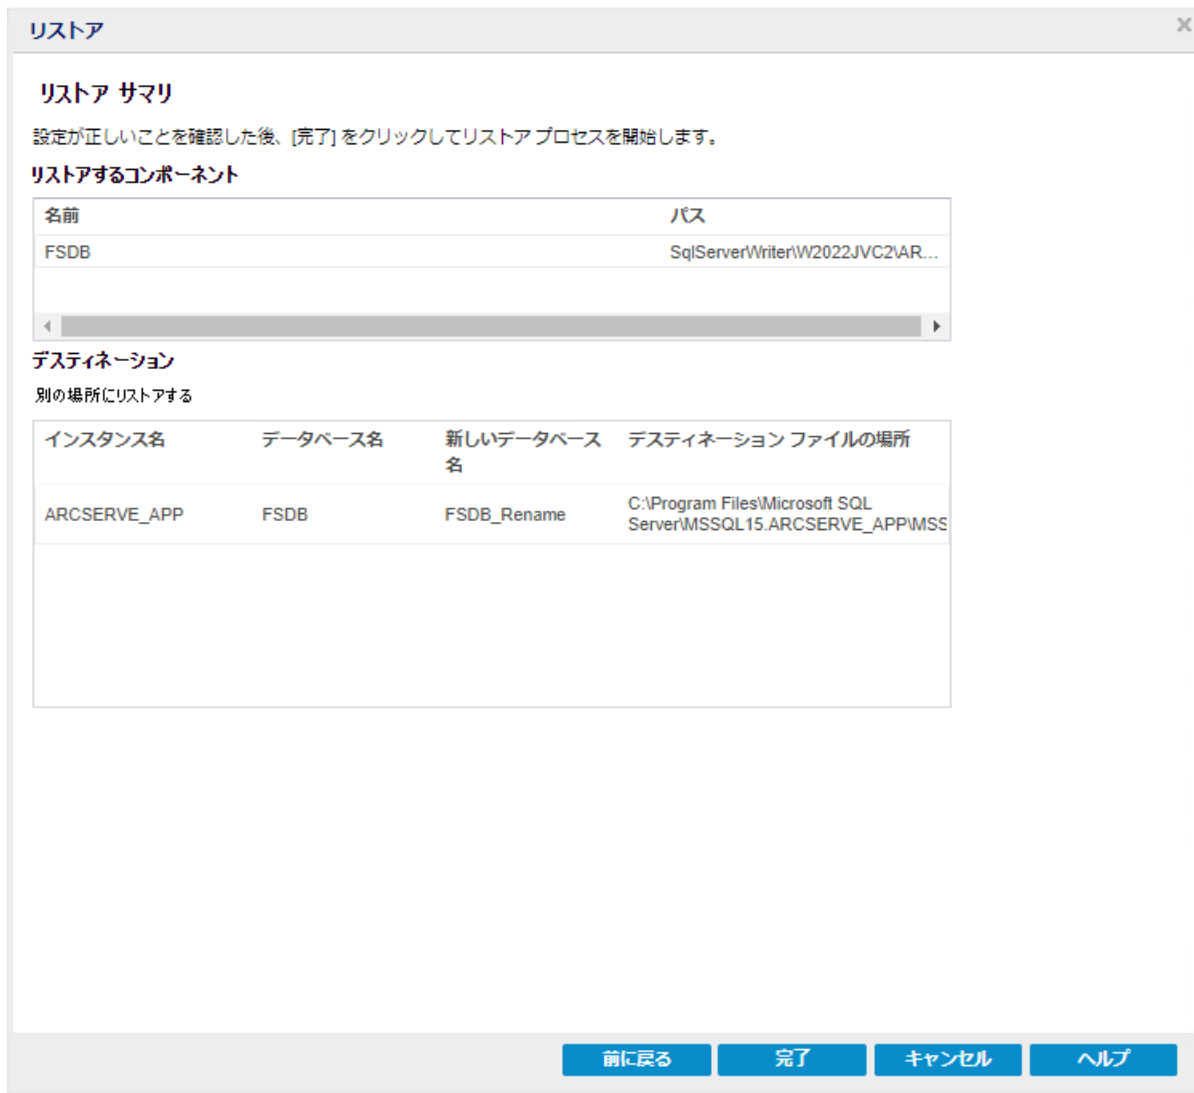 リストア
リストア サマリ
設定が正しいことを確認した後、[完了] をクリックしてリストア プロセスを開始します。
リストアするコンポーネント
名前 パス
FSDB SqlServerWriter\W2022JVC2\AR...
デスティネーション
別の場所にリストアする
インスタンス名 データベース名 新しいデータベース名 デスティネーション ファイルの場所
ARCSERVE_APP FSDB FSDB_Rename C:\Program Files\Microsoft SQL
Server\MSSQL15.ARCSERVE_APP\MSS
前に戻る 完了 キャンセル ヘルプ